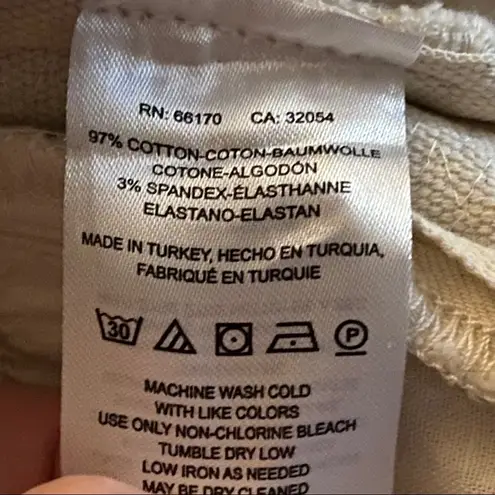 RN: 66170 CA: 32054
97% COTTON-COTON-BAUMWOLLE
COTONE-ALGODÓN
3% SPANDEX-ÉLASTHANNE
ELASTANO-ELASTAN
MADE IN TURKEY, HECHO EN TURQUIA,
FABRIQUÉ EN TURQUIE
30 P
MACHINE WASH COLD
WITH LIKE COLORS
USE ONLY NON-CHLORINE BLEACH
TUMBLE DRY LOW
LOW IRON AS NEEDED
MAY BE DRY CLEANED